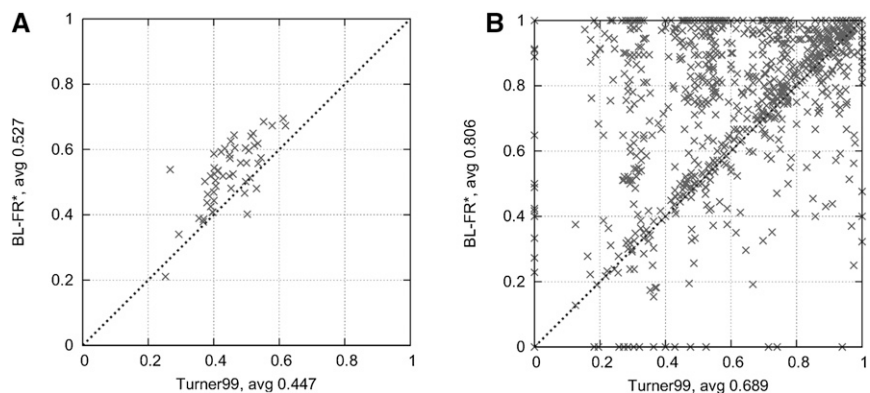 A
1
0.8
0.6
0.4
0.2
0
BL-FR*, avg 0.527
0 0.2 0.4 0.6 0.8 1
Turner99, avg 0.447
B
1
0.8
0.6
0.4
0.2
0
BL-FR*, avg 0.806
0 0.2 0.4 0.6 0.8 1
Turner99, avg 0.689